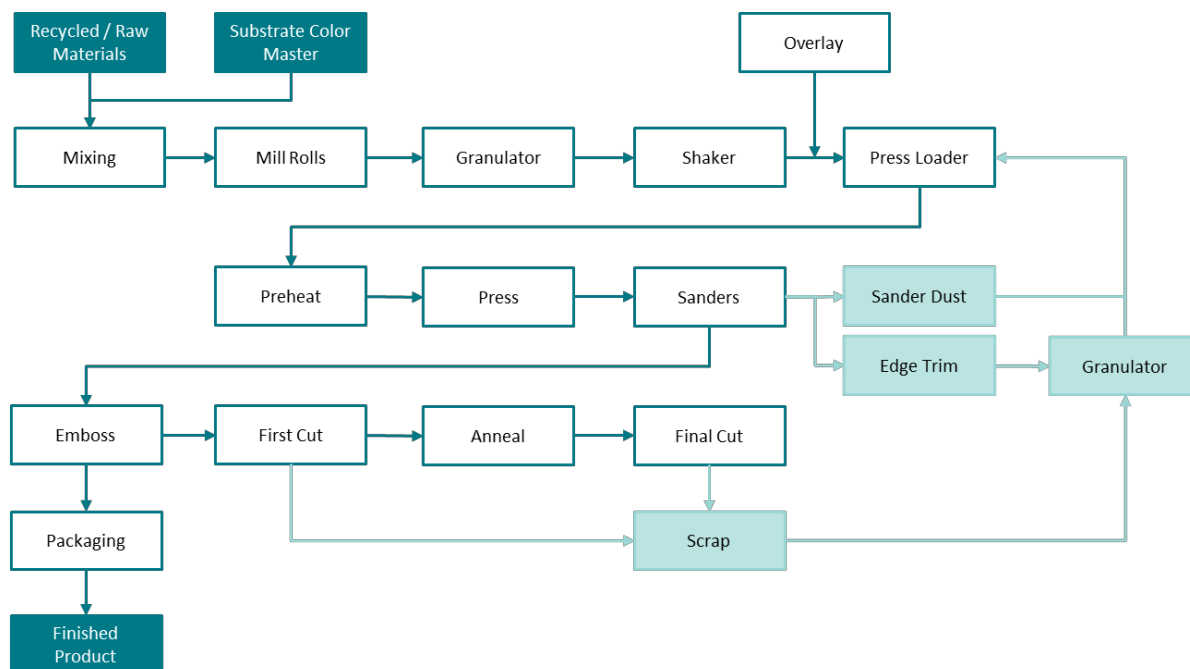 Recycled / Raw
Materials
Substrate Color
Master
Overlay
Mixing
Mill Rolls
Granulator
Shaker
Press Loader
Preheat
Press
Sanders
Sander Dust
Edge Trim
Granulator
Emboss
First Cut
Anneal
Final Cut
Packaging
Scrap
Finished
Product